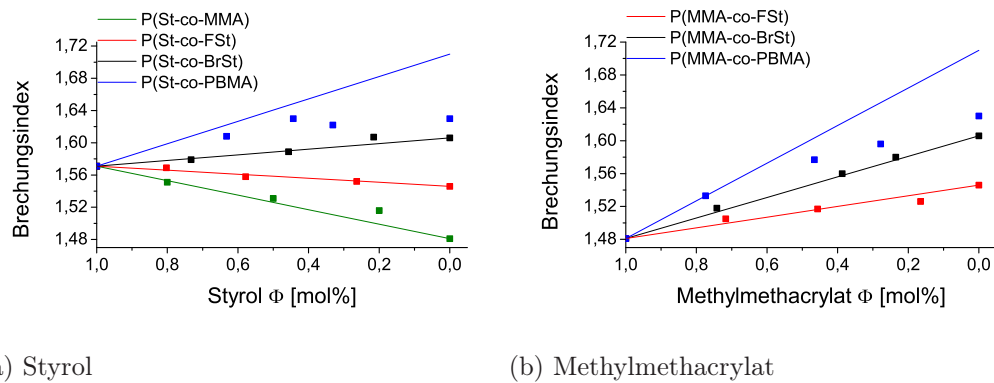 P(St-co-MMA)
P(St-co-FSt)
P(St-co-BrSt)
P(St-co-PBMA)
1,72
1,68
1,64
1,60
1,56
1,52
1,48
Brechungsindex
1,0 0,8 0,6 0,4 0,2 0,0
Styrol Φ [mol%]
P(MMA-co-FSt)
P(MMA-co-BrSt)
P(MMA-co-PBMA)
1,72
1,68
1,64
1,60
1,56
1,52
1,48
Brechungsindex
1,0 0,8 0,6 0,4 0,2 0,0
Methylmethacrylat Φ [mol%]
) Styrol
(b) Methylmethacrylat